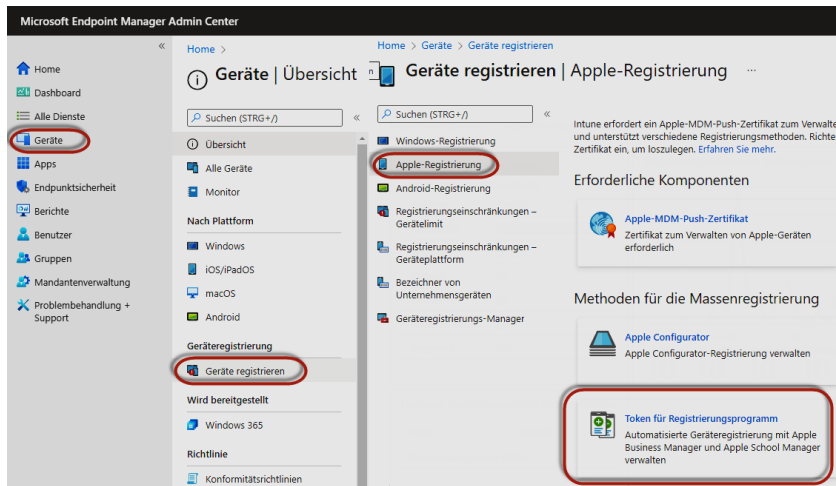 Microsoft Endpoint Manager Admin Center
«
Home
Dashboard
Alle Dienste
Geräte
Apps
Endpunktsicherheit
Berichte
Benutzer
Gruppen
Mandantenverwaltung
Problembehandlung +
Support
Home >
Geräte | Übersicht
Suchen (STRG+/)
«
Übersicht
Alle Geräte
Monitor
Nach Plattform
Windows
iOS/iPadOS
macOS
Android
Geräteregistrierung
Geräte registrieren
Wird bereitgestellt
Windows 365
Richtlinie
Konformitätsrichtlinien
Home > Geräte > Geräte registrieren
n
Geräte registrieren | Apple-Registrierung ...
Suchen (STRG+/)
«
Windows-Registrierung
Apple-Registrierung
Android-Registrierung
Registrierungseinschränkungen –
Gerätelimit
Registrierungseinschränkungen –
Geräteplattform
Bezeichner von
Unternehmensgeräten
Geräteregistrierungs-Manager
Intune erfordert ein Apple-MDM-Push-Zertifikat zum Verwalte
und unterstützt verschiedene Registrierungsmethoden. Richte
Zertifikat ein, um loszulegen. Erfahren Sie mehr.
Erforderliche Komponenten
Apple-MDM-Push-Zertifikat
Zertifikat zum Verwalten von Apple-Geräten
erforderlich
Methoden für die Massenregistrierung
Apple Configurator
Apple Configurator-Registrierung verwalten
Token für Registrierungsprogramm
Automatisierte Geräteregistrierung mit Apple
Business Manager und Apple School Manager
verwalten